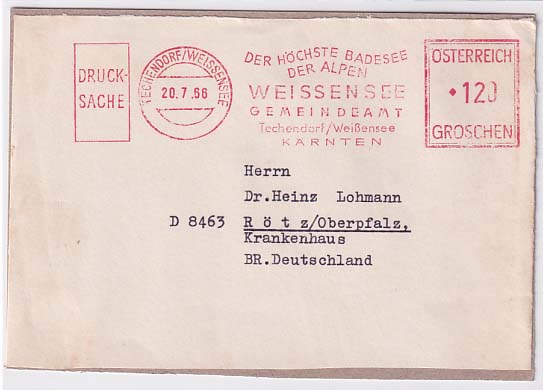 DRUCK-
SACHE
TECHENDORF/WEISSENSEE
20.7.66
DER HÖCHSTE BADESEE
DER ALPEN
WEISSENSEE
GEMEINDEAMT
Techendorf/Weißensee
KÄRNTEN
ÖSTERREICH
120
GROSCHEN
Herrn
Dr.Heinz Lohmann
D 8463 R ö t z/Oberpfalz,
Krankenhaus
BR.Deutschland